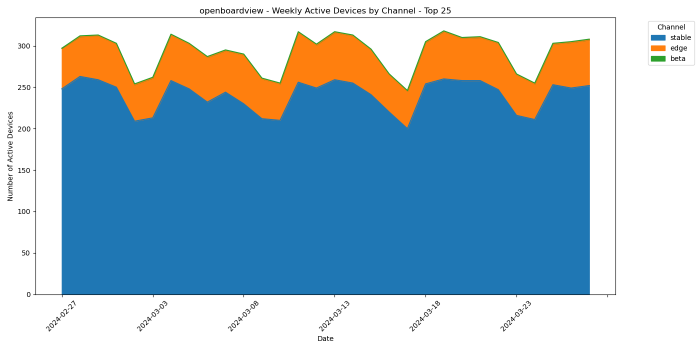 openboardview - Weekly Active Devices by Channel - Top 25
Channel
stable
edge
beta
Number of Active Devices
300
250
200
150
100
50
0
2024-02-27
2024-03-03
2024-03-08
2024-03-13
2024-03-18
2024-03-23
Date